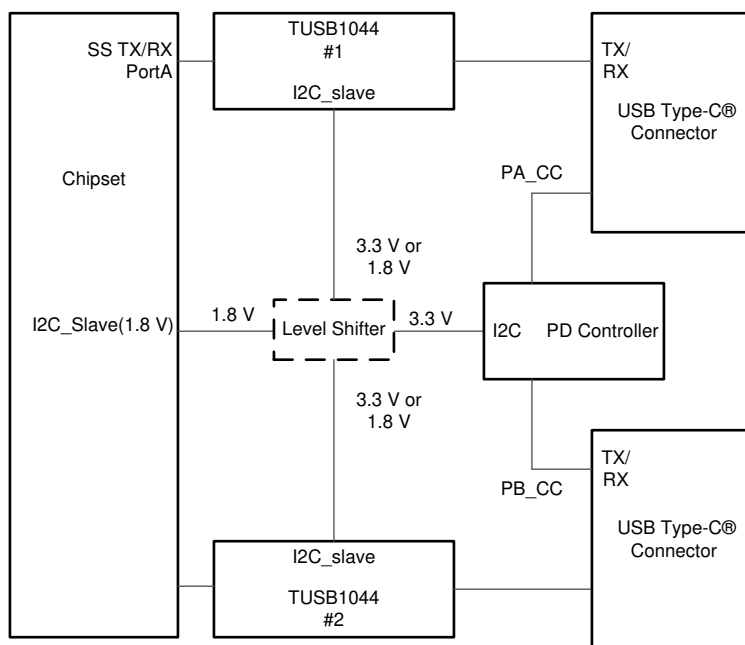 SS TX/RX
PortA
TUSB1044
#1
I2C_slave
TX/
RX
USB Type-C®
Connector
Chipset
PA_CC
3.3 V or
1.8 V
I2C_Slave(1.8 V)
1.8 V
Level Shifter
3.3 V
I2C
PD Controller
3.3 V or
1.8 V
PB_CC
TX/
RX
USB Type-C®
Connector
I2C_slave
TUSB1044
#2